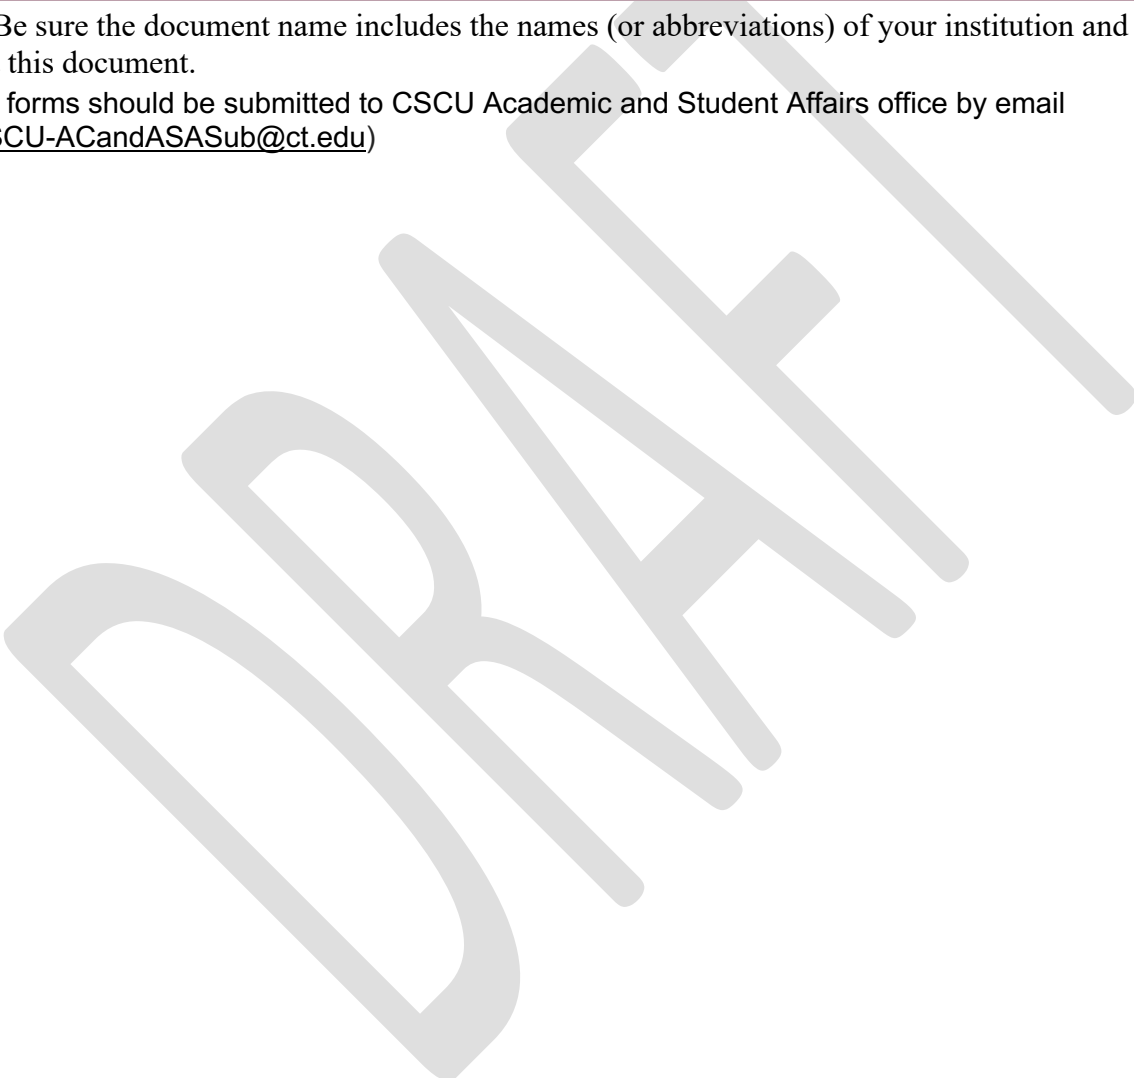 Be sure the document name includes the names (or abbreviations) of your institution and
this document.
forms should be submitted to CSCU Academic and Student Affairs office by email
SCU-ACandASASub@ct.edu)
DRAFT